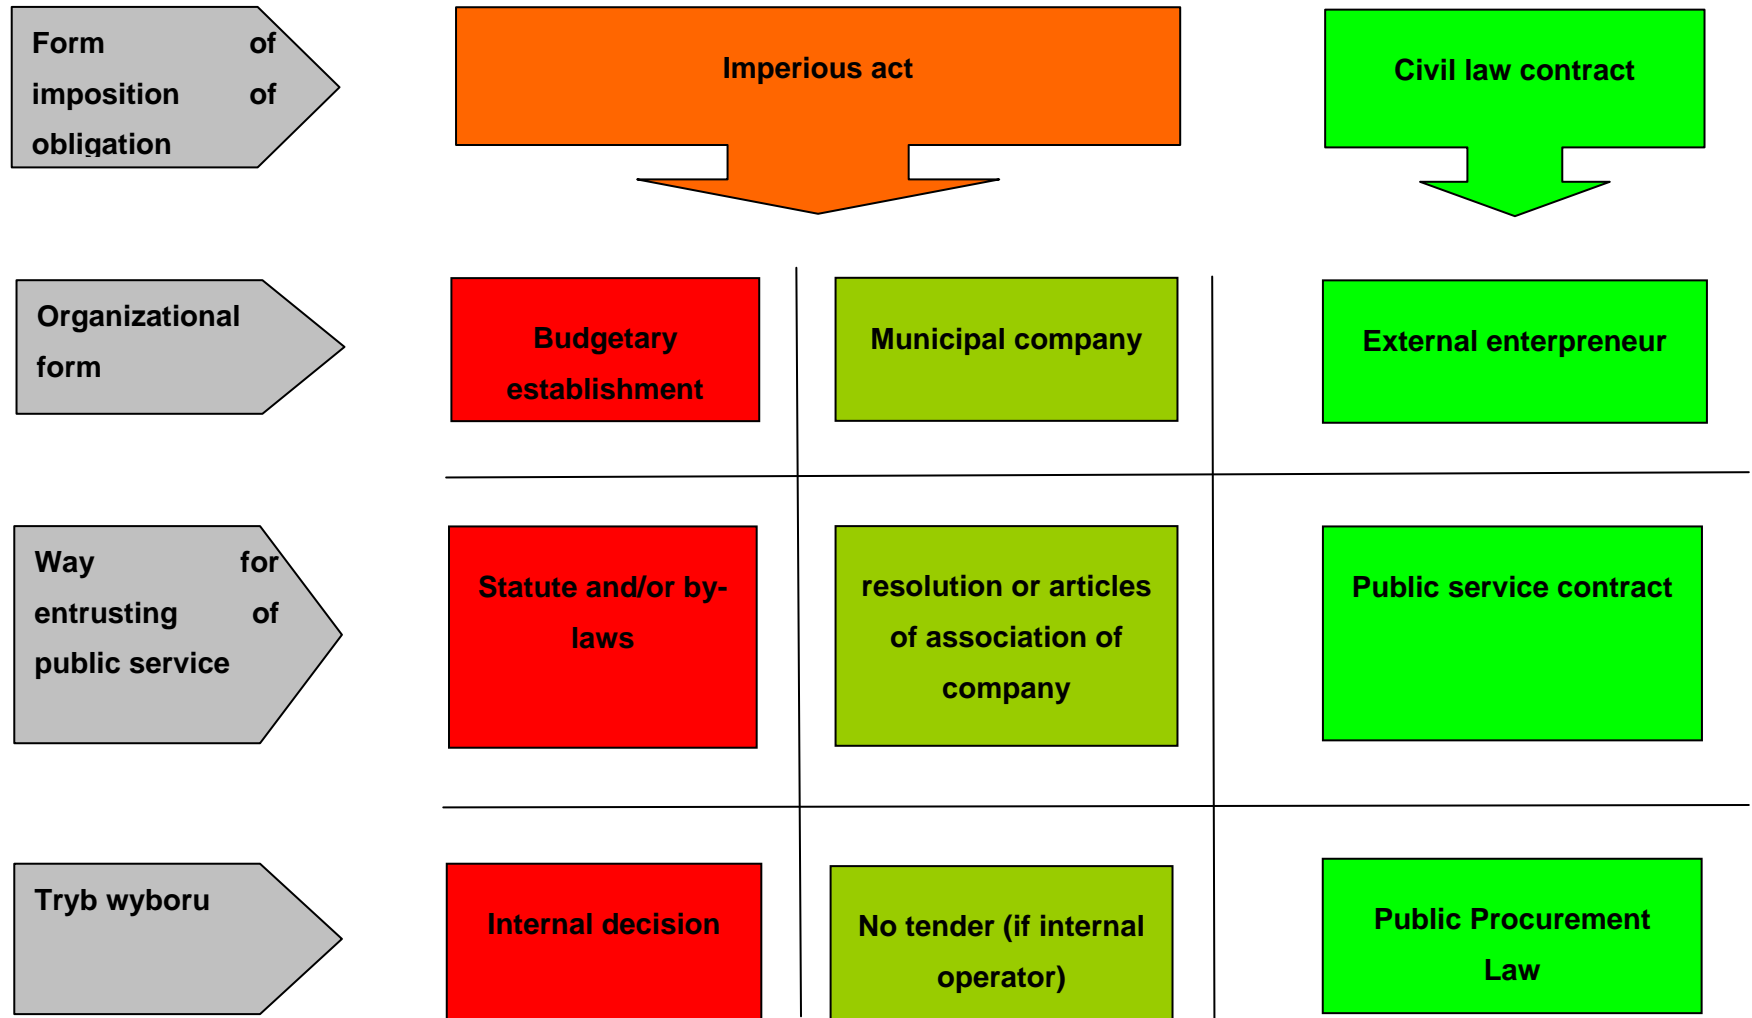 Form of
imposition of
obligation
Imperious act
Civil law contract
Organizational
form
Budgetary
establishment
Municipal company
External enterpreneur
Way for
entrusting of
public service
Statute and/or by-
laws
resolution or articles
of association of
company
Public service contract
Tryb wyboru
Internal decision
No tender (if internal
operator)
Public Procurement
Law